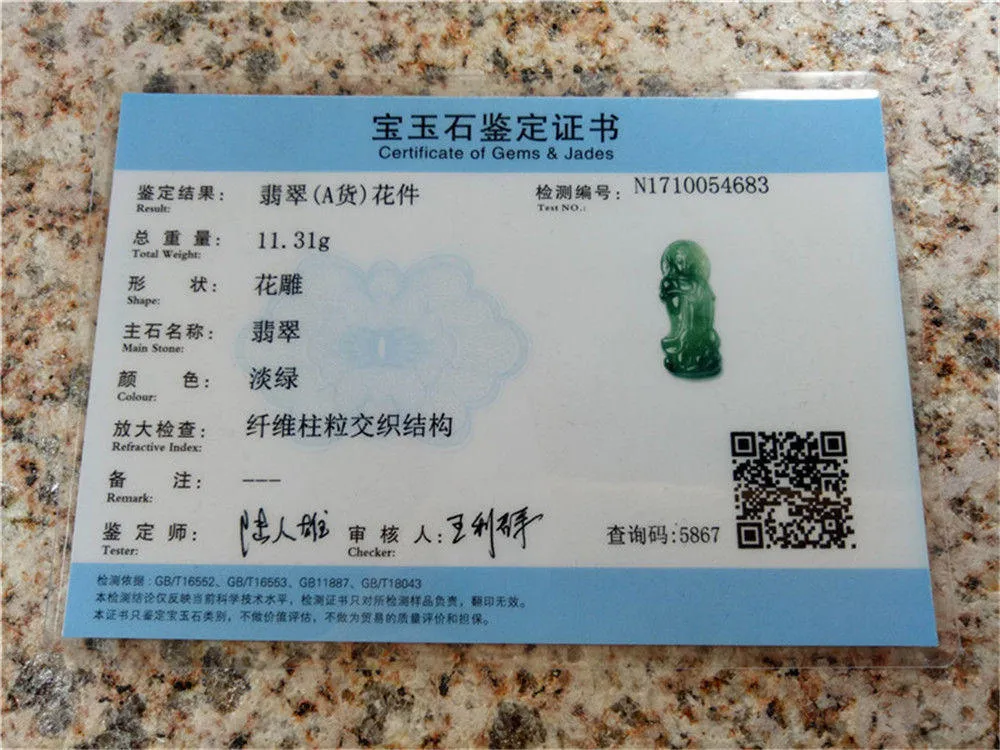 宝玉石鉴定证书
Certificate of Gems & Jades
鉴定结果: 翡翠(A货)花件
Result:
检测编号: N1710054683
Test NO.:
总重量: 11.31g
Total Weight:
形 状: 花雕
Shape:
主石名称: 翡翠
Main Stone:
颜 色: 淡绿
Colour:
放大检查: 纤维柱粒交织结构
Refractive Index:
备 注: ---
Remark:
鉴定师: 陆人雄
Tester:
审核人: 王利群
Checker:
查询码:5867
检测依据: GB/T16552、GB/T16553、GB11887、GB/T18043
本检测结论仅反映当前科学技术水平，检测证书只对所检测样品负责，翻印无效。
本证书只鉴定宝玉石类别，不做价值评估，不做为贸易的质量评价和担保。